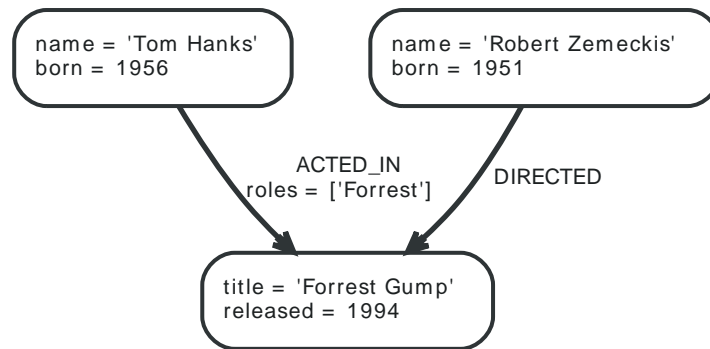 name = 'Tom Hanks'
born = 1956
name = 'Robert Zemeckis'
born = 1951
ACTED_IN
roles = ['Forrest']
DIRECTED
title = 'Forrest Gump'
released = 1994